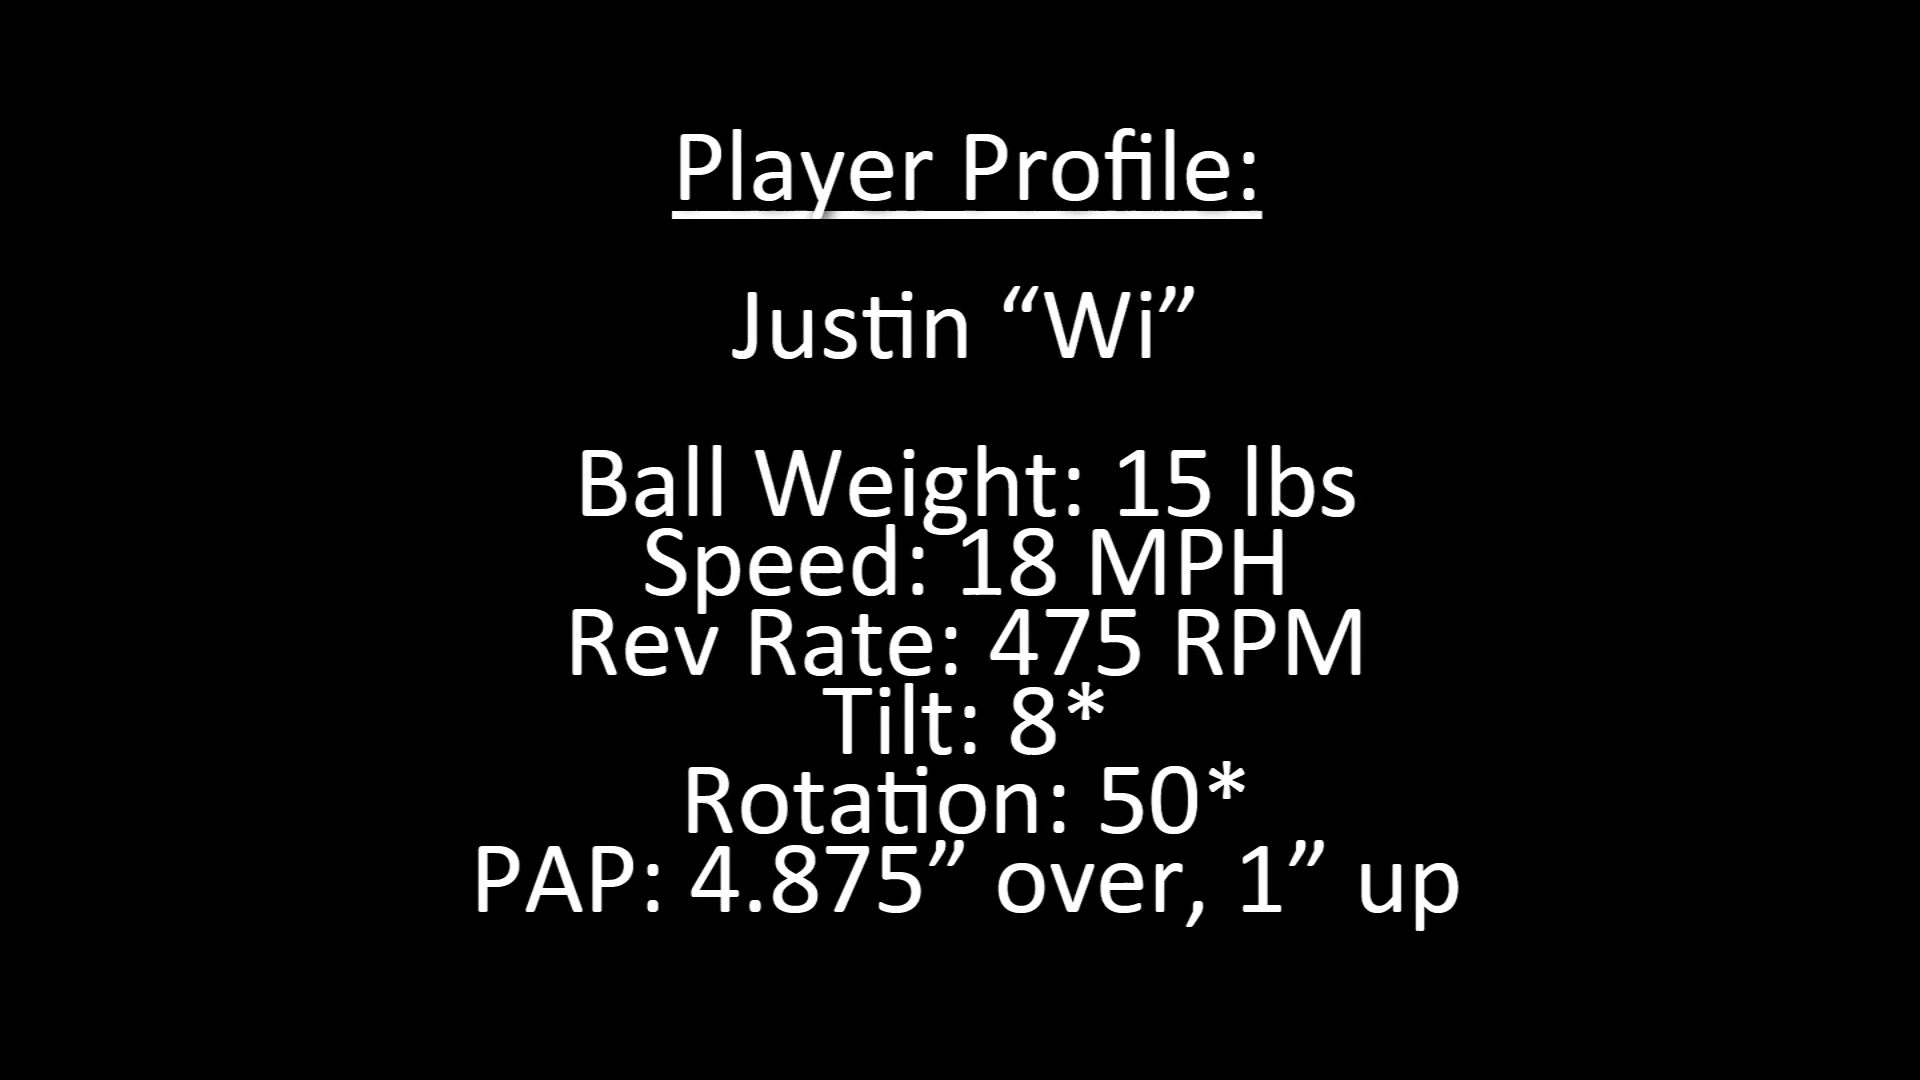 Player Profile:
Justin “Wi”
Ball Weight: 15 lbs
Speed: 18 MPH
Rev Rate: 475 RPM
Tilt: 8*
Rotation: 50*
PAP: 4.875” over, 1” up